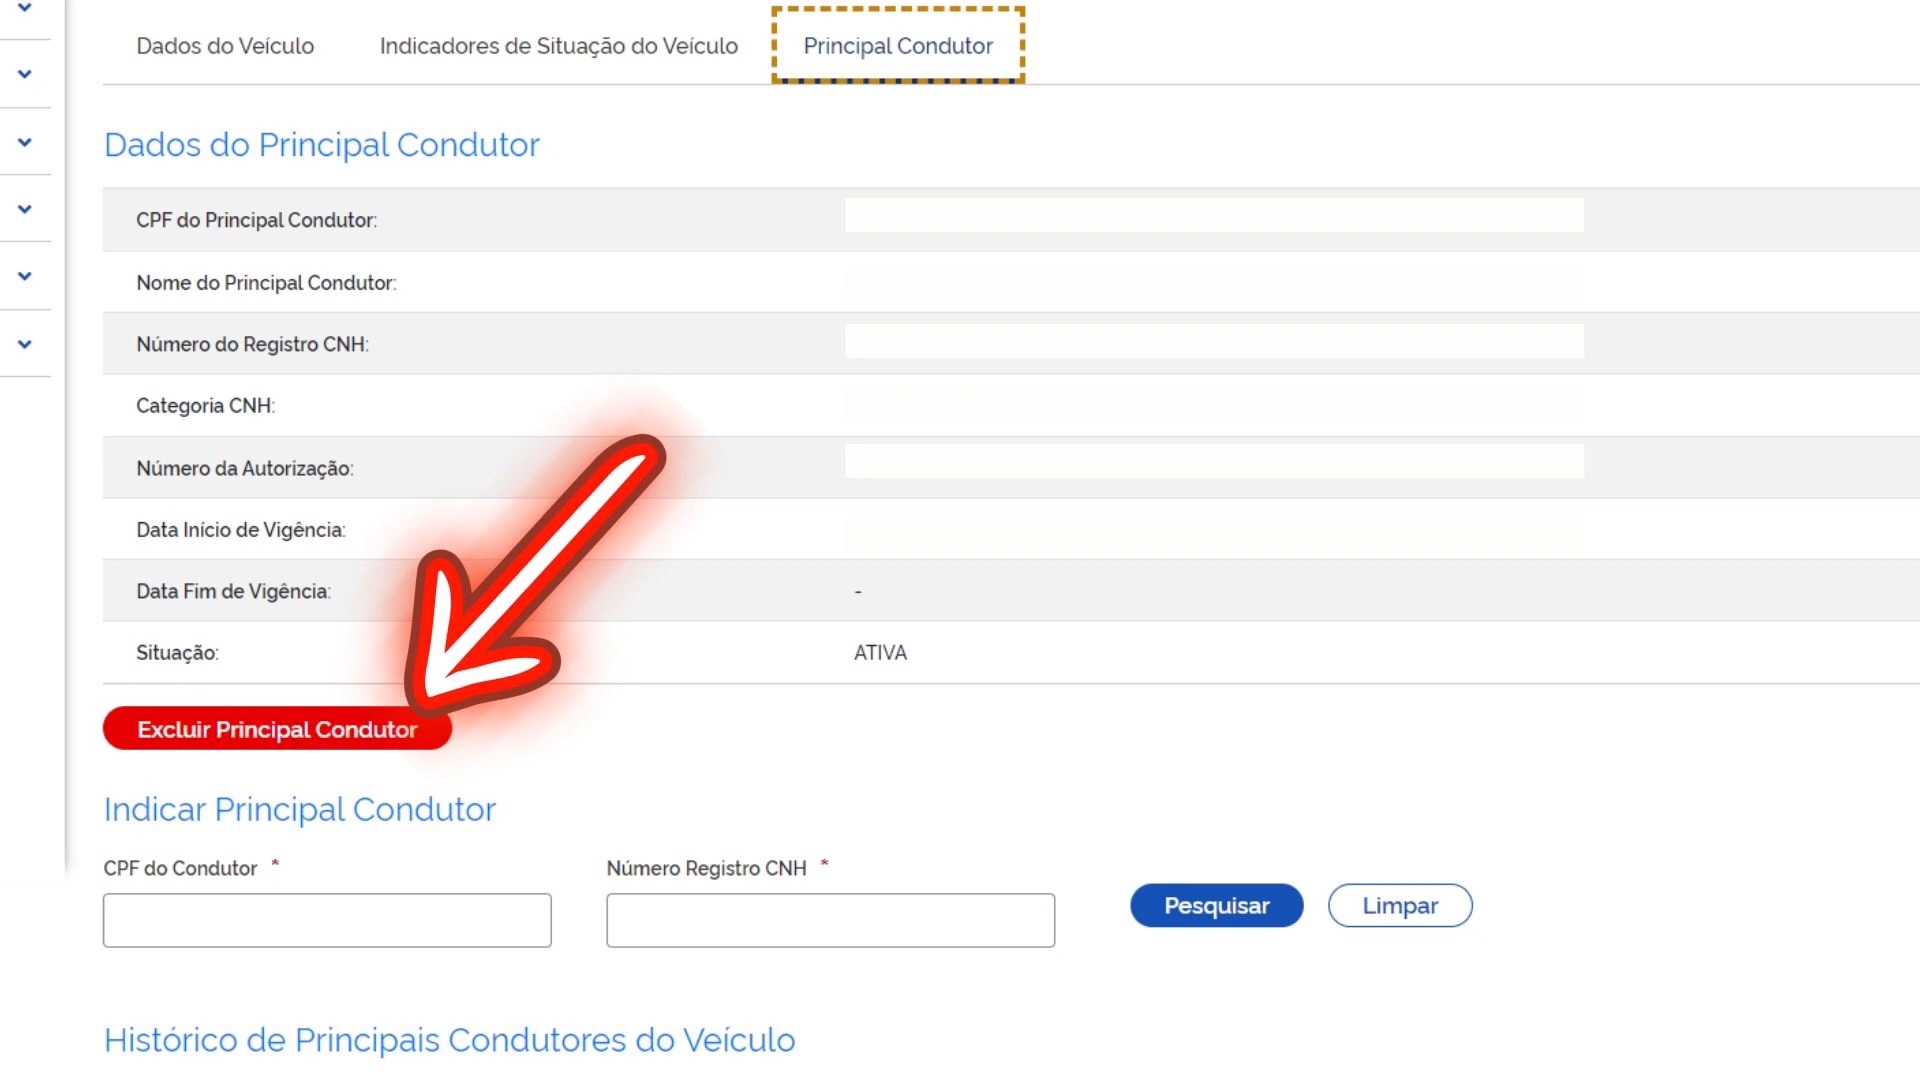 Dados do Veículo Indicadores de Situação do Veículo Principal Condutor
Dados do Principal Condutor
CPF do Principal Condutor:
Nome do Principal Condutor:
Número do Registro CNH:
Categoria CNH:
Número da Autorização:
Data Início de Vigência:
Data Fim de Vigência: -
Situação: ATIVA
Excluir Principal Condutor
Indicar Principal Condutor
CPF do Condutor * Número Registro CNH *
Pesquisar Limpar
Histórico de Principais Condutores do Veículo